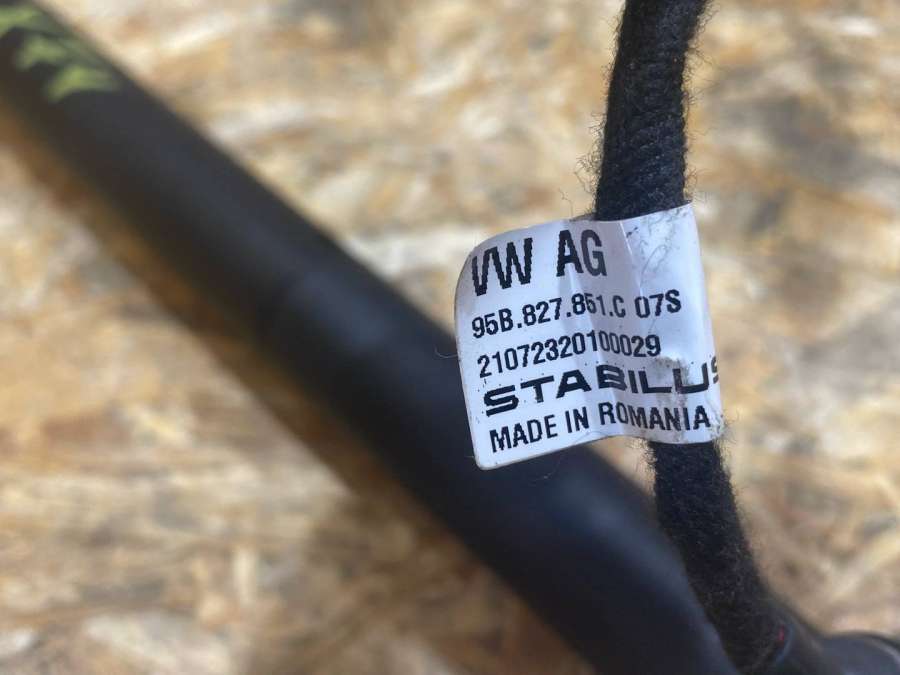 VW AG
95B.827.851.C 07S
21072320100029
STABILUS
MADE IN ROMANIA